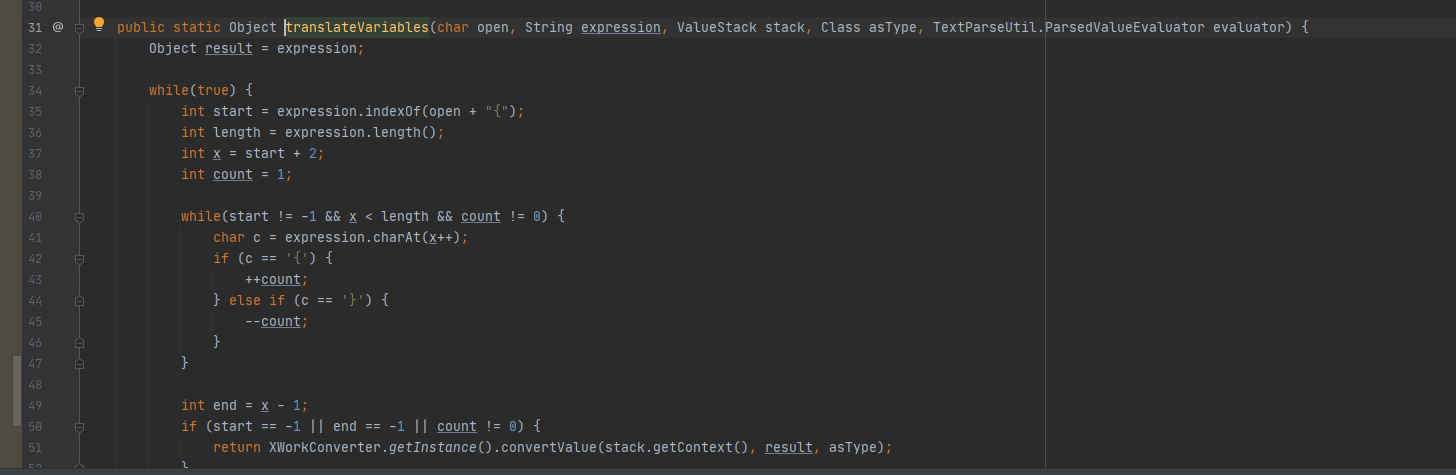 30
31 @ public static Object translateVariables(char open, String expression, ValueStack stack, Class asType, TextParseUtil.ParsedValueEvaluator evaluator) {
32 Object result = expression;
33
34 while(true) {
35 int start = expression.indexOf(open + "{");
36 int length = expression.length();
37 int x = start + 2;
38 int count = 1;
39
40 while(start != -1 && x < length && count != 0) {
41 char c = expression.charAt(x++);
42 if (c == '{') {
43 ++count;
44 } else if (c == '}') {
45 --count;
46 }
47 }
48
49 int end = x - 1;
50 if (start == -1 || end == -1 || count != 0) {
51 return XWorkConverter.getInstance().convertValue(stack.getContext(), result, asType);
52 }